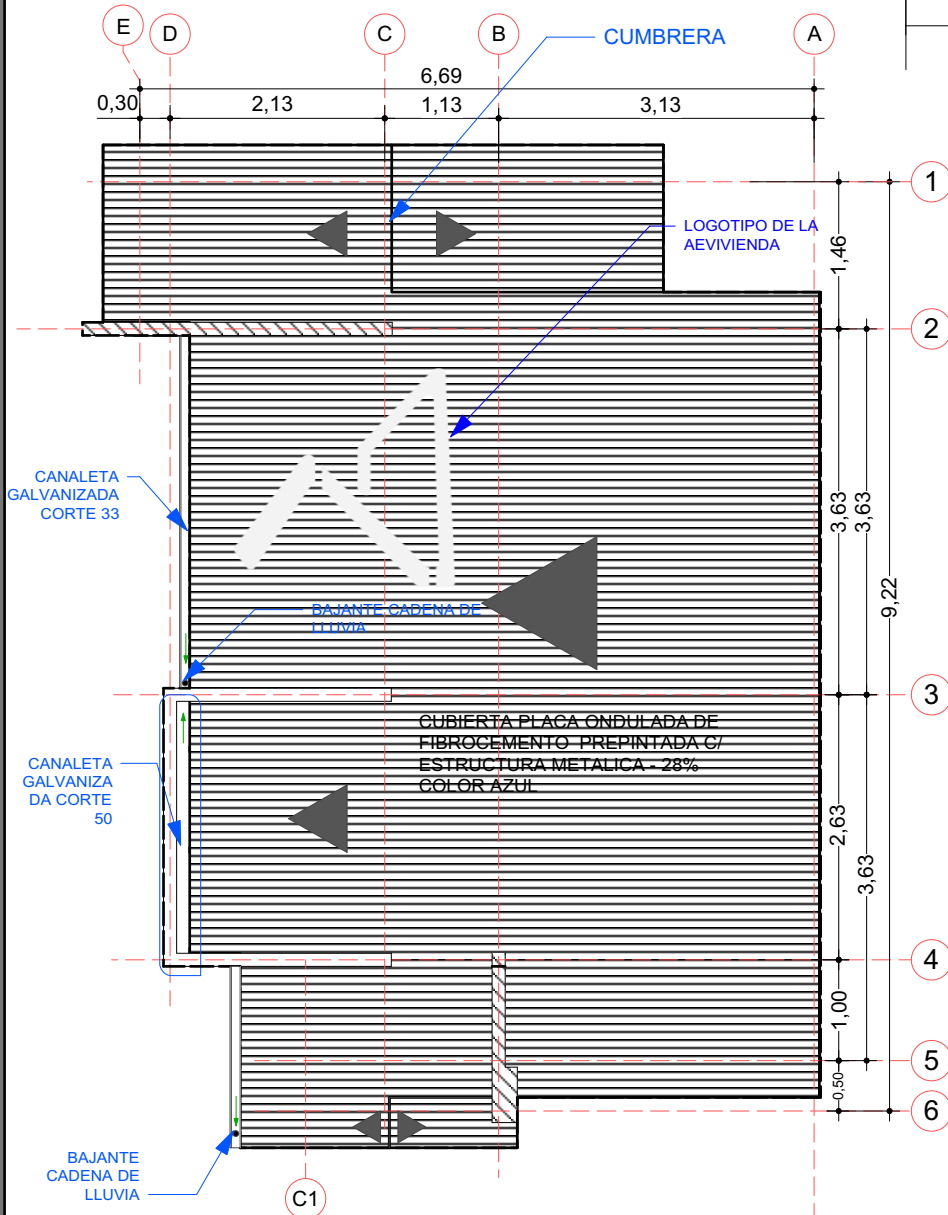 E
D
C
B
A
CUMBRERA
6,69
0,30
2,13
1,13
3,13
1
LOGOTIPO DE LA
AEVIVIENDA
1,46
2
CANALETA
GALVANIZADA
CORTE 33
3,63
3,63
9,22
BAJANTE CADENA DE
LLUVIA
3
CUBIERTA PLACA ONDULADA DE
FIBROCEMENTO PREPINTADA C/
ESTRUCTURA METALICA - 28%
COLOR AZUL
CANALETA
GALVANIZA
DA CORTE
50
2,63
3,63
4
1,00
5
0,50
6
BAJANTE
CADENA DE
LLUVIA
C1